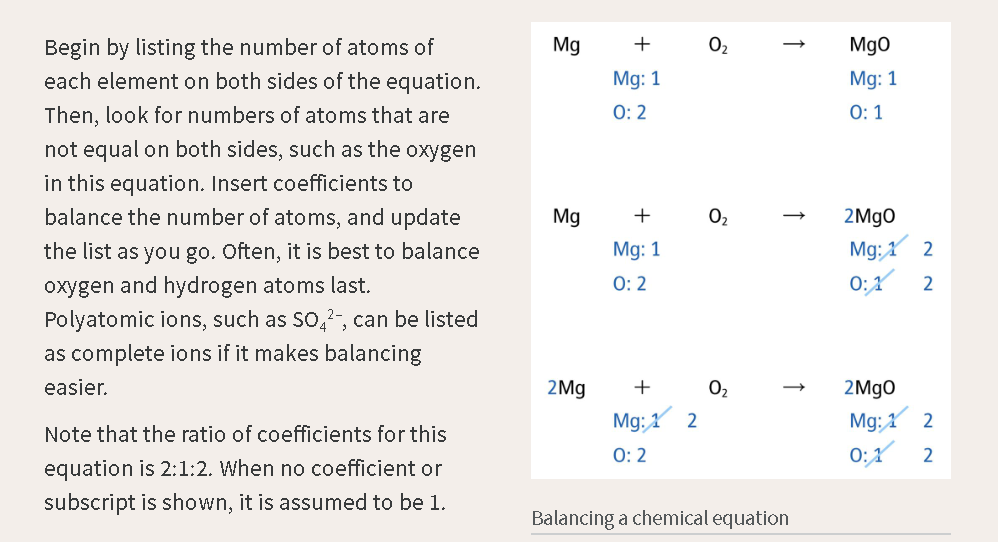 Begin by listing the number of atoms of
each element on both sides of the equation.
Then, look for numbers of atoms that are
not equal on both sides, such as the oxygen
in this equation. Insert coefficients to
balance the number of atoms, and update
the list as you go. Often, it is best to balance
oxygen and hydrogen atoms last.
Polyatomic ions, such as SO₄²⁻, can be listed
as complete ions if it makes balancing
easier.
Note that the ratio of coefficients for this
equation is 2:1:2. When no coefficient or
subscript is shown, it is assumed to be 1.
Mg + O₂ → MgO
Mg: 1 Mg: 1
O: 2 O: 1
Mg + O₂ → 2MgO
Mg: 1 Mg: 1 2
O: 2 O: 1 2
2Mg + O₂ → 2MgO
Mg: 1 2 Mg: 1 2
O: 2 O: 1 2
Balancing a chemical equation